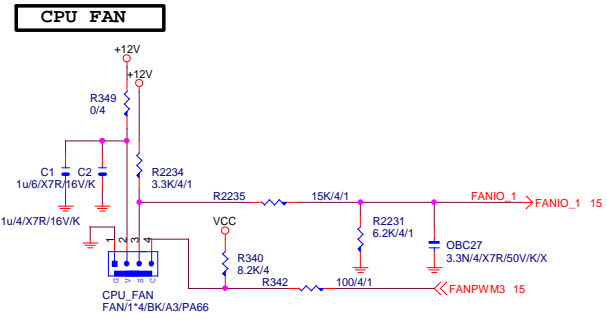 CPU FAN
+12V
+12V
R349
0/4
C1
C2
1u/6/X7R/16V/K
R2234
3.3K/4/1
R2235
15K/4/1
FANIO_1
FANIO_1 15
1u/4/X7R/16V/K
VCC
R2231
6.2K/4/1
1
2
3
4
OBC27
3.3N/4/X7R/50V/K/X
R340
8.2K/4
G
V
S
C
R342
100/4/1
FANPWM3 15
CPU_FAN
FAN/1*4/BK/A3/PA66